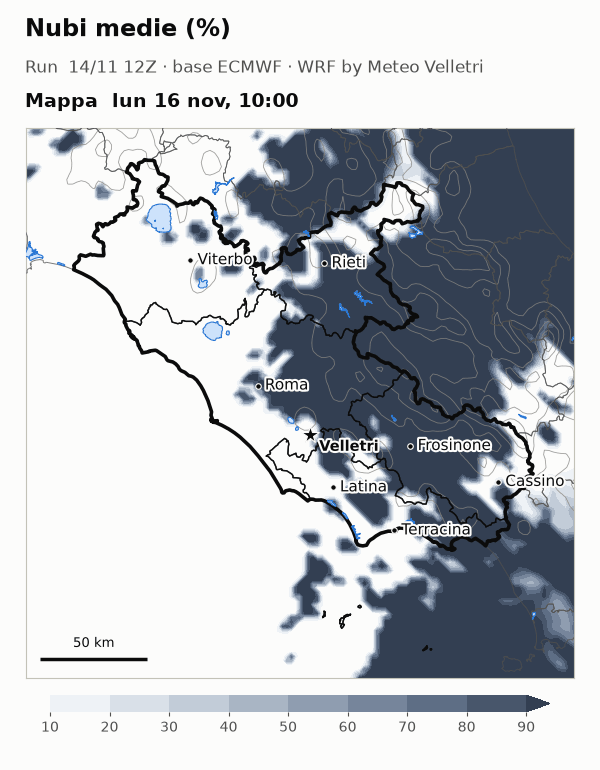 Nubi medie (%)
Run  14/11 12Z · base ECMWF · WRF by Meteo Velletri
Mappa  lun 16 nov, 10:00
Viterbo
Rieti
Roma
Velletri
Frosinone
Latina
Cassino
Terracina
50 km
10 20 30 40 50 60 70 80 90